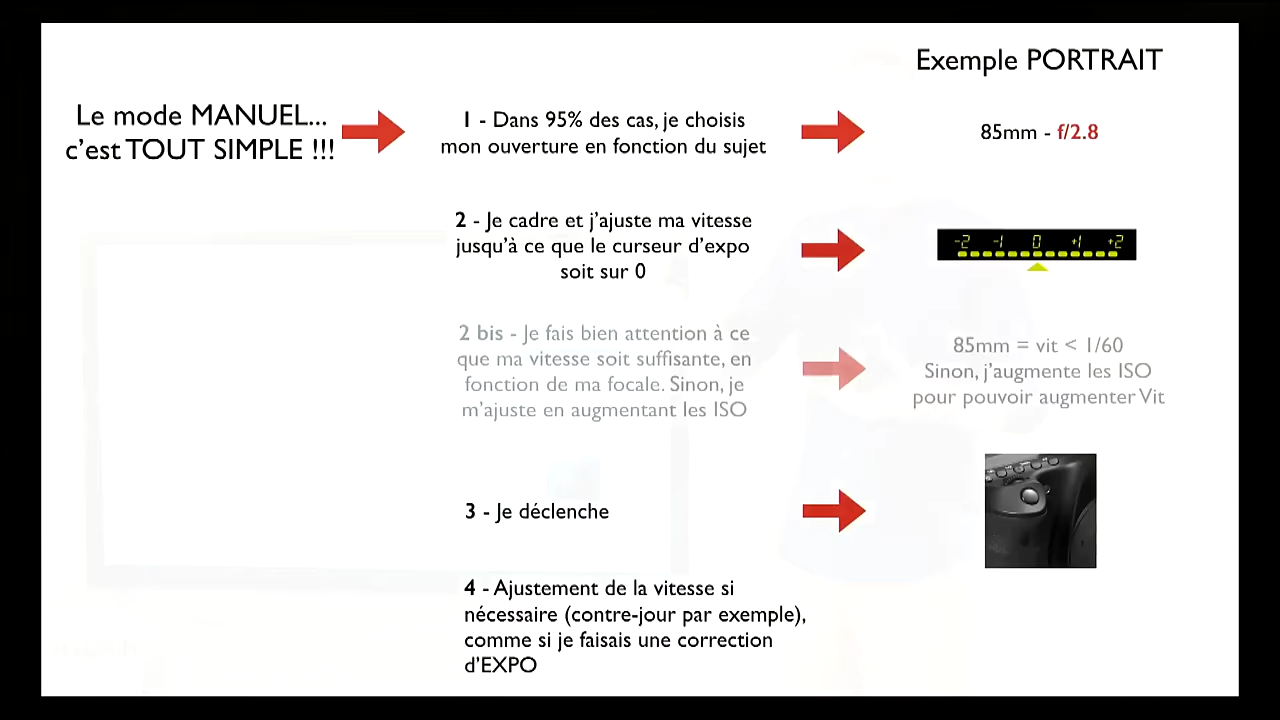 Exemple PORTRAIT
Le mode MANUEL...
c'est TOUT SIMPLE !!!
1 - Dans 95% des cas, je choisis
mon ouverture en fonction du sujet
85mm - f/2.8
2 - Je cadre et j'ajuste ma vitesse
jusqu'à ce que le curseur d'expo
soit sur 0
-2 -1 0 +1 +2
2 bis - Je fais bien attention à ce
que ma vitesse soit suffisante, en
fonction de ma focale. Sinon, je
m'ajuste en augmentant les ISO
85mm = vit < 1/60
Sinon, j'augmente les ISO
pour pouvoir augmenter Vit
3 - Je déclenche
4 - Ajustement de la vitesse si
nécessaire (contre-jour par exemple),
comme si je faisais une correction
d'EXPO